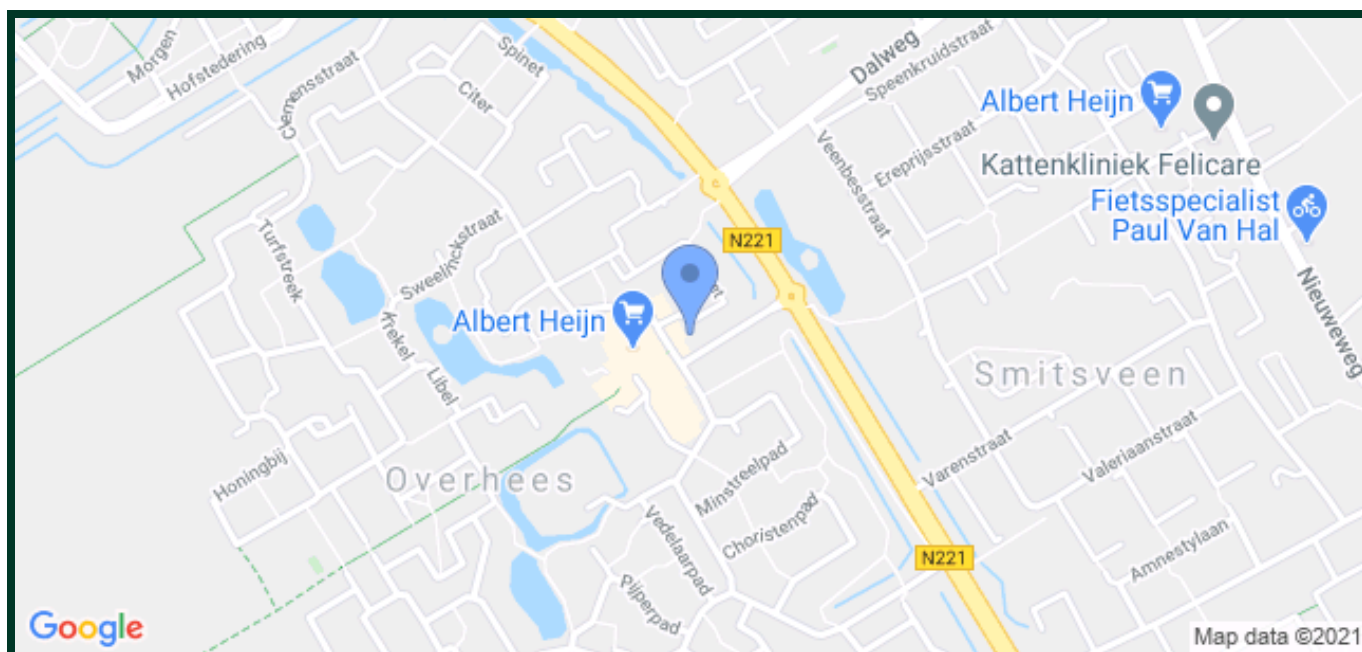 Morgen
Hofstedering
Clemensstraat
Spinet
Citer
Dalweg
Speenkruidstraat
Albert Heijn
Kattenkliniek Felicare
Ereprijsstraat
Veenbesstraat
Fietsspecialist
Paul Van Hal
Turfstreek
Sweelinckstraat
N221
Nieuweweg
Albert Heijn
Krekel
Libel
Smitsveen
Honingbij
Overhees
Minstreelpad
Varenstraat
Valeriaanstraat
Choristenpad
Vedelaarpad
N221
Amnestylaan
Pijperpad
Google
Map data ©2021